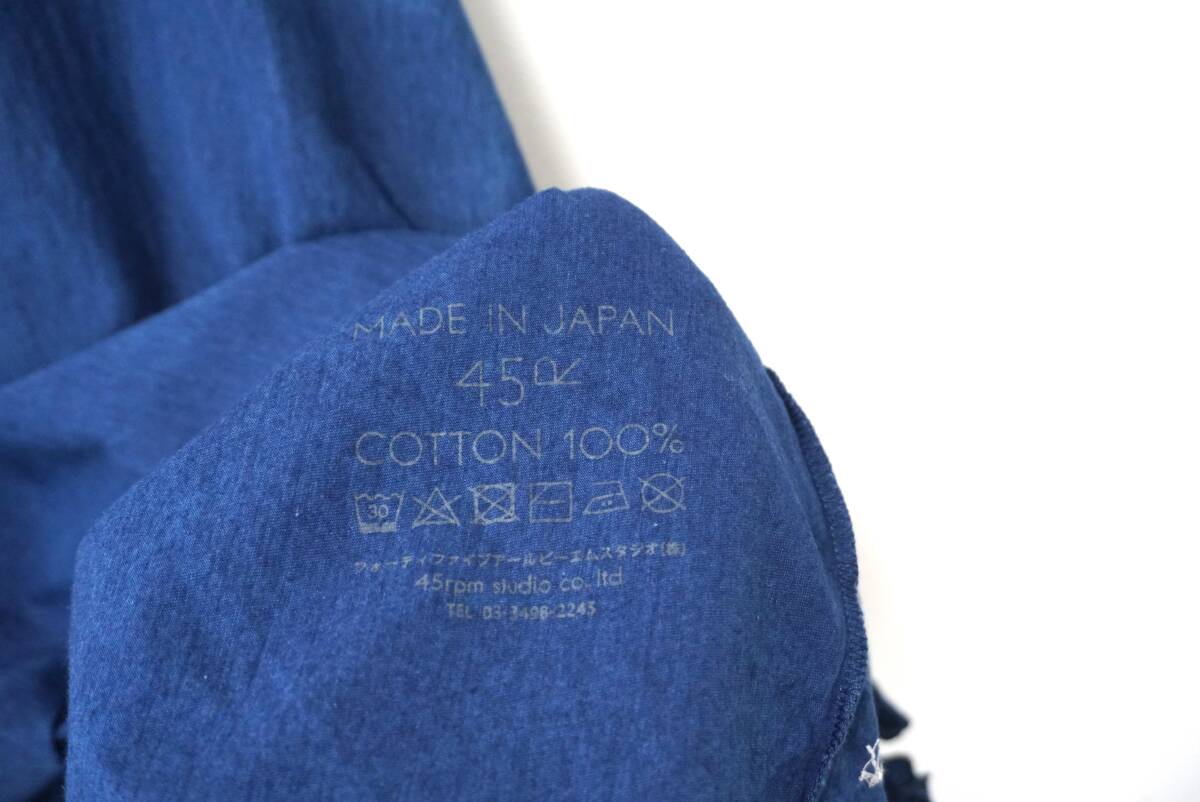 MADE IN JAPAN
45R
COTTON 100%
30
フォーティファイブアールピーエムスタジオ(株)
45rpm studio co. ltd
TEL 03-3498-2245